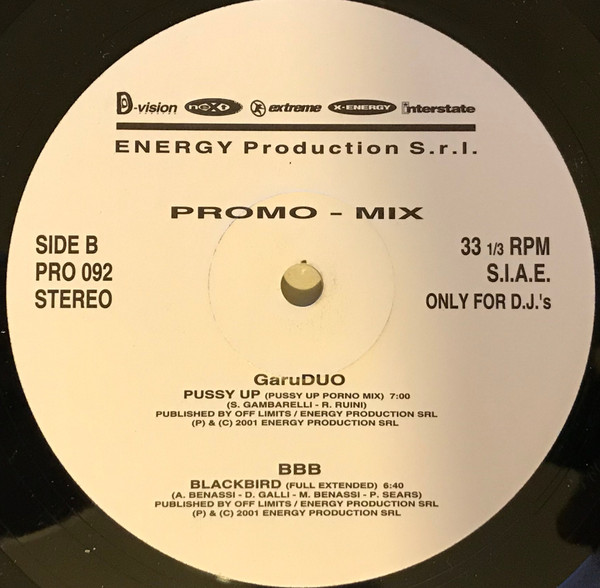 D-vision next extreme X-ENERGY interstate
ENERGY Production S.r.l.
PROMO - MIX
SIDE B
PRO 092
STEREO
33 1/3 RPM
S.I.A.E.
ONLY FOR D.J.'s
GaruDUO
PUSSY UP (PUSSY UP PORNO MIX) 7:00
(S. GAMBARELLI - R. RUINI)
PUBLISHED BY OFF LIMITS / ENERGY PRODUCTION SRL
(P) & (C) 2001 ENERGY PRODUCTION SRL
BBB
BLACKBIRD (FULL EXTENDED) 6:40
(A. BENASSI - D. GALLI - M. BENASSI - P. SEARS)
PUBLISHED BY OFF LIMITS / ENERGY PRODUCTION SRL
(P) & (C) 2001 ENERGY PRODUCTION SRL